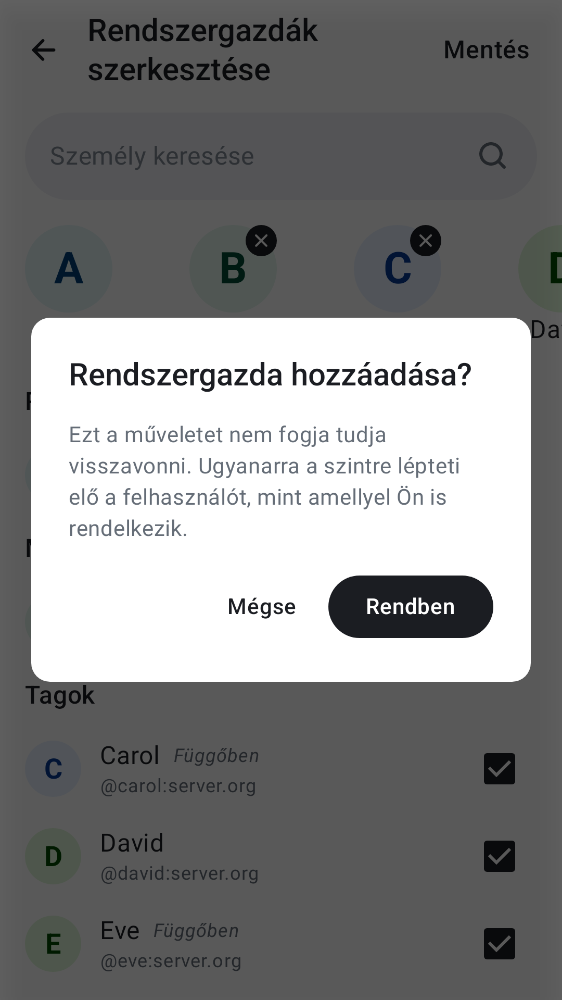 Rendszergazdák
szerkesztése
Mentés
Személy keresése
A
B
C
Da
Rendszergazda hozzáadása?
Ezt a műveletet nem fogja tudja
visszavonni. Ugyanarra a szintre lépteti
elő a felhasználót, mint amellyel Ön is
rendelkezik.
Mégse
Rendben
Tagok
C
Carol Függőben
@carol:server.org
D
David
@david:server.org
E
Eve Függőben
@eve:server.org